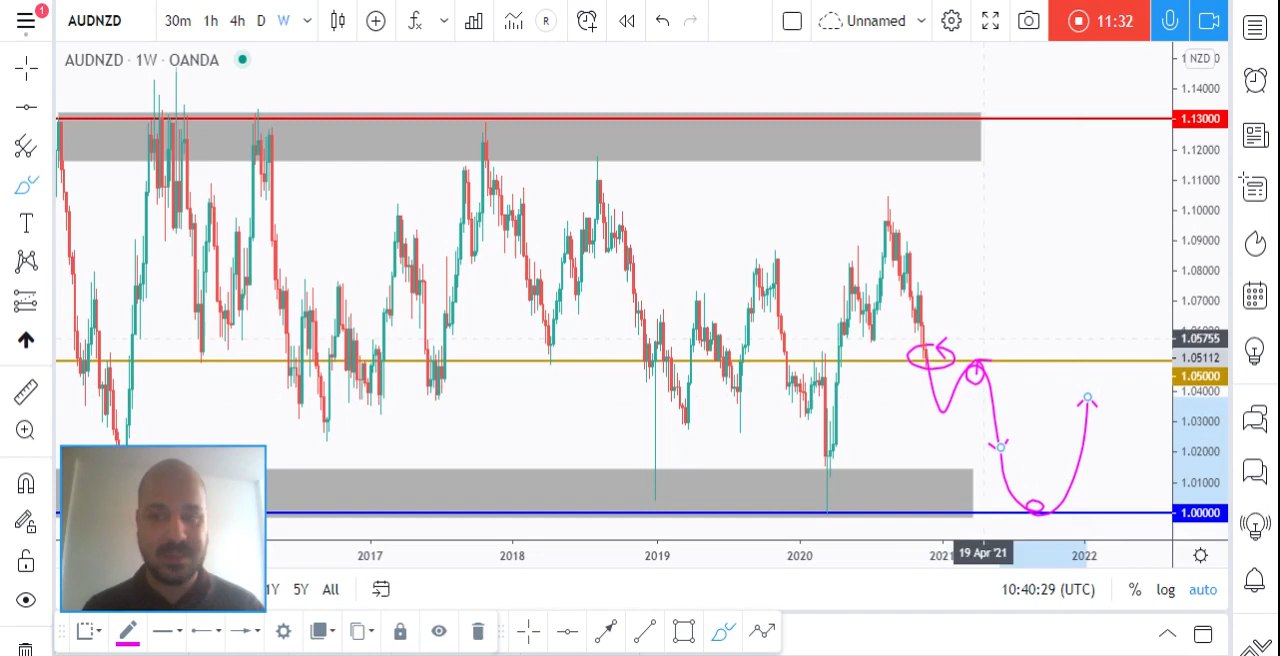 1
AUDNZD 30m 1h 4h D W fx R Unnamed 11:32
AUDNZD · 1W · OANDA
NZD
1.14000
1.13000
1.12000
1.11000
1.10000
1.09000
1.08000
1.07000
1.05755
1.05112
1.05000
1.04000
1.03000
1.02000
1.01000
1.00000
2017 2018 2019 2020 2021 19 Apr '21 2022
1Y 5Y All 10:40:29 (UTC) % log auto
T